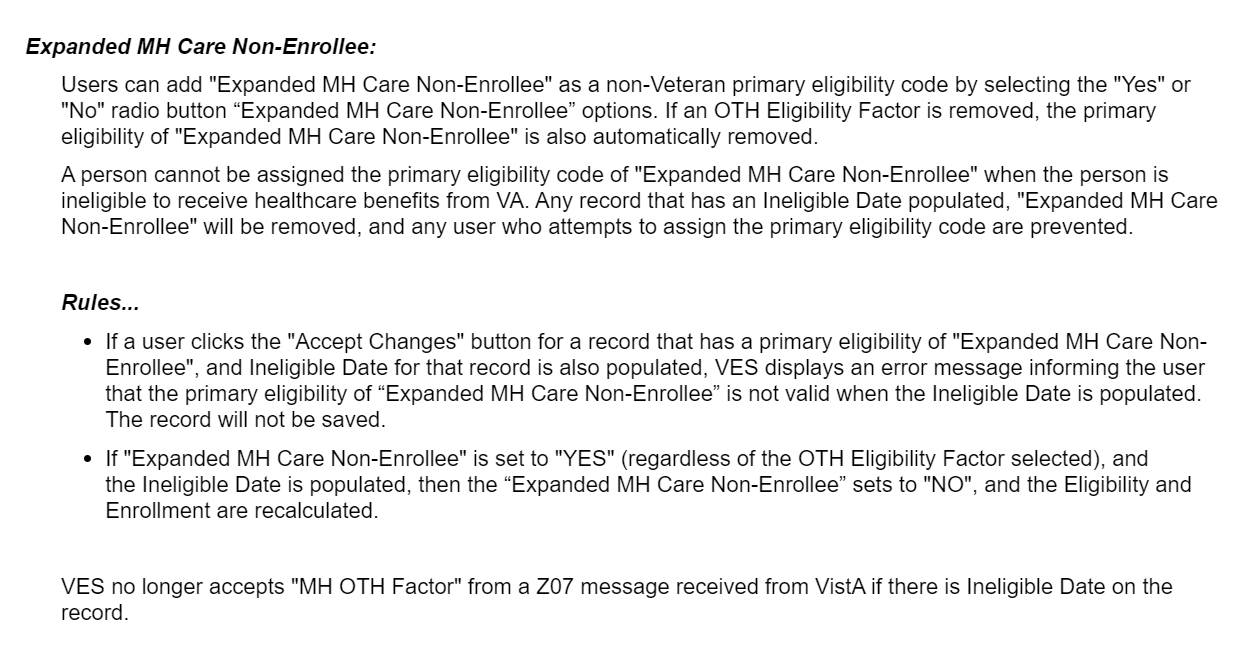 Expanded MH Care Non-Enrollee:
Users can add "Expanded MH Care Non-Enrollee" as a non-Veteran primary eligibility code by selecting the "Yes" or
"No" radio button “Expanded MH Care Non-Enrollee” options. If an OTH Eligibility Factor is removed, the primary
eligibility of "Expanded MH Care Non-Enrollee" is also automatically removed.
A person cannot be assigned the primary eligibility code of "Expanded MH Care Non-Enrollee" when the person is
ineligible to receive healthcare benefits from VA. Any record that has an Ineligible Date populated, "Expanded MH Care
Non-Enrollee" will be removed, and any user who attempts to assign the primary eligibility code are prevented.
Rules...
• If a user clicks the "Accept Changes" button for a record that has a primary eligibility of "Expanded MH Care Non-
Enrollee", and Ineligible Date for that record is also populated, VES displays an error message informing the user
that the primary eligibility of “Expanded MH Care Non-Enrollee” is not valid when the Ineligible Date is populated.
The record will not be saved.
• If "Expanded MH Care Non-Enrollee" is set to "YES" (regardless of the OTH Eligibility Factor selected), and
the Ineligible Date is populated, then the “Expanded MH Care Non-Enrollee” sets to "NO", and the Eligibility and
Enrollment are recalculated.
VES no longer accepts "MH OTH Factor" from a Z07 message received from VistA if there is Ineligible Date on the
record.